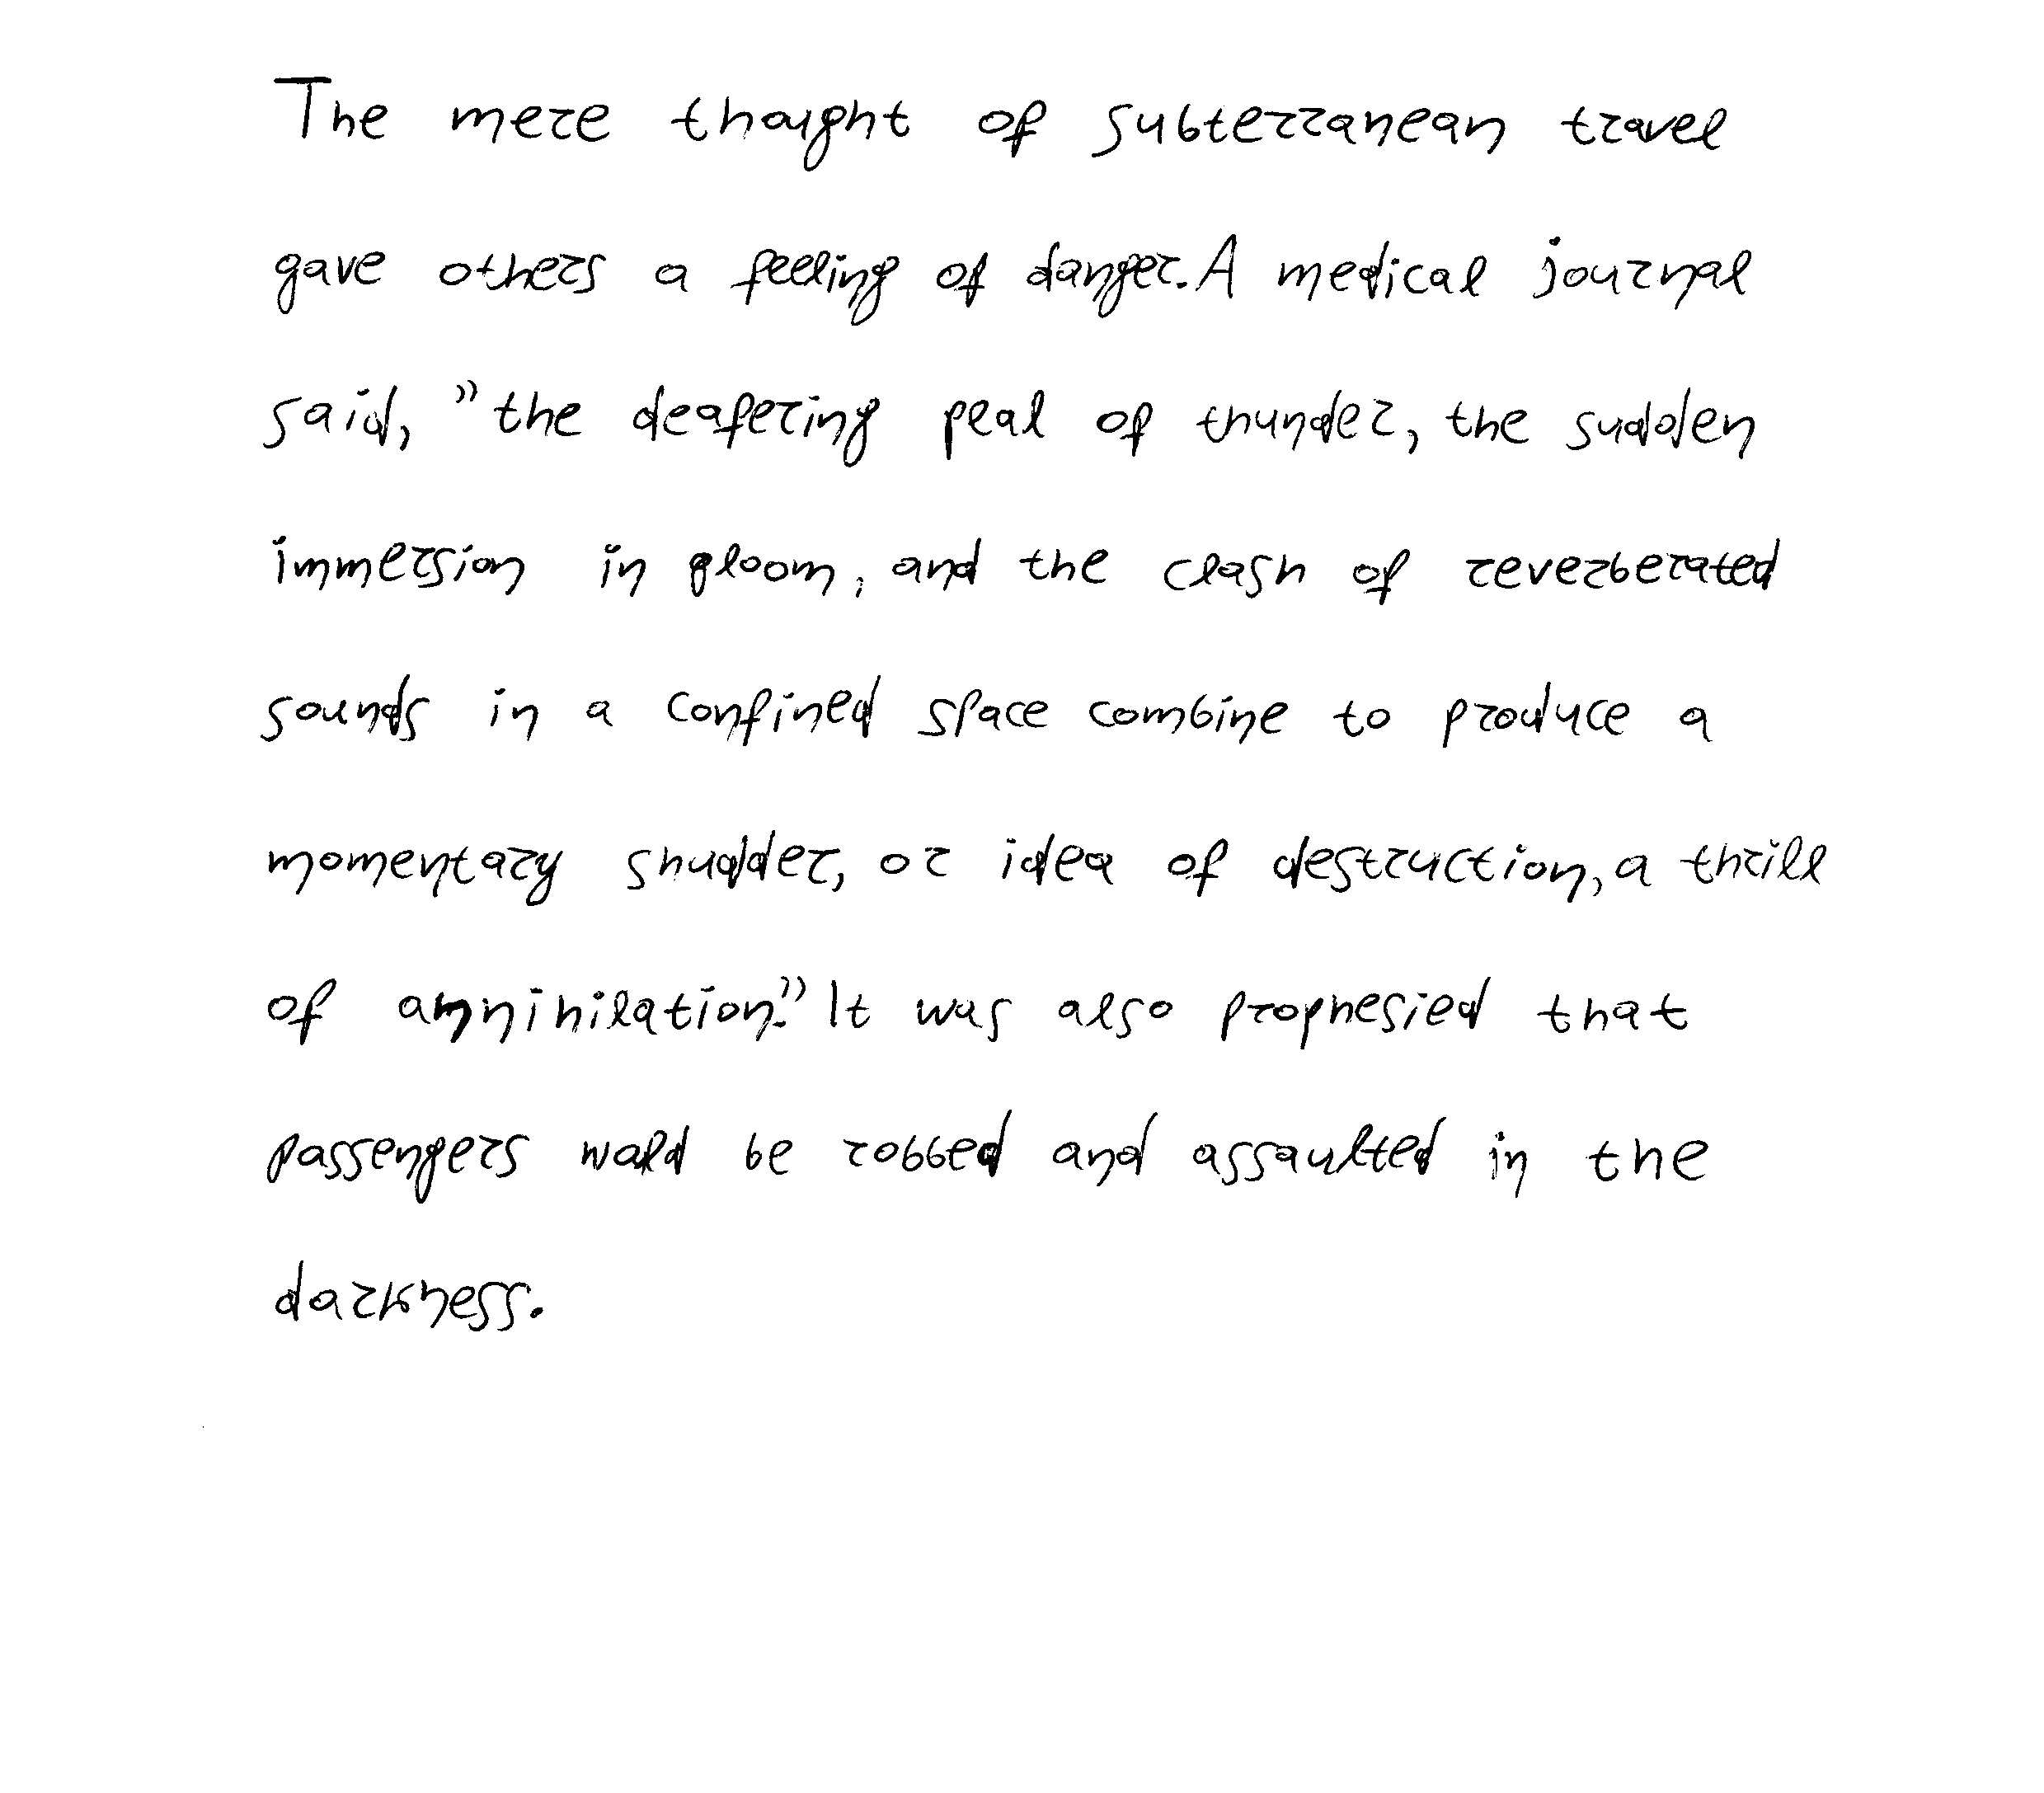 The mere thought of subterranean travel
gave others a feeling of danger. A medical journal
said, "the deafering peal of thunder, the sudden
immersion in gloom, and the clash of reverberated
sounds in a confined space combine to produce a
momentary shudder, or idea of destruction, a thrill
of annihilation." It was also prophesied that
passengers would be robbed and assaulted in the
darkness.